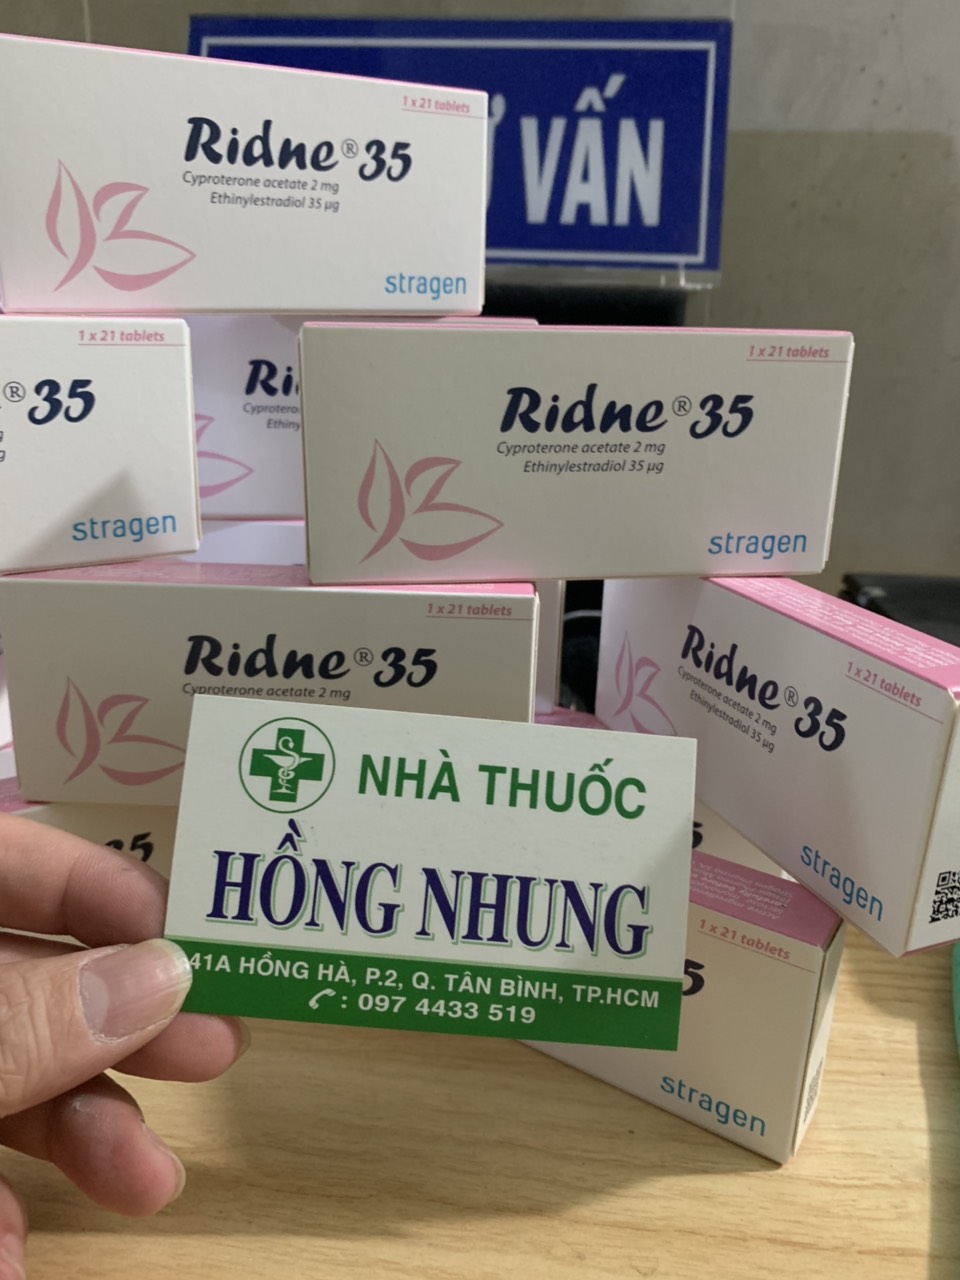 VẤN
1 x 21 tablets
Ridne® 35
Cyproterone acetate 2 mg
Ethinylestradiol 35 µg
stragen
1 x 21 tablets
® 35
stragen
Cyprotero
Ethiny
1 x 21 tablets
Ridne® 35
Cyproterone acetate 2 mg
Ethinylestradiol 35 µg
stragen
1 x 21 tablets
Ridne® 35
Cyproterone acetate 2 mg
1 x 21 tablets
Ridne® 35
Cyproterone acetate 2 mg
Ethinylestradiol 35 µg
stragen
35
1 x 21 tablets
stragen
NHÀ THUỐC
HỒNG NHUNG
41A HỒNG HÀ, P.2, Q. TÂN BÌNH, TP.HCM
: 097 4433 519